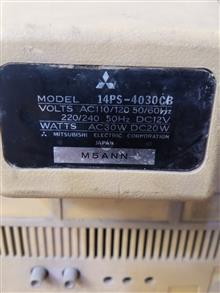 MODEL 14PS-4030CB
VOLTS AC110/120 50/60Hz
220/240 50Hz DC12V
WATTS AC30W DC20W
MITSUBISHI ELECTRIC CORPORATION
JAPAN
M5ANN